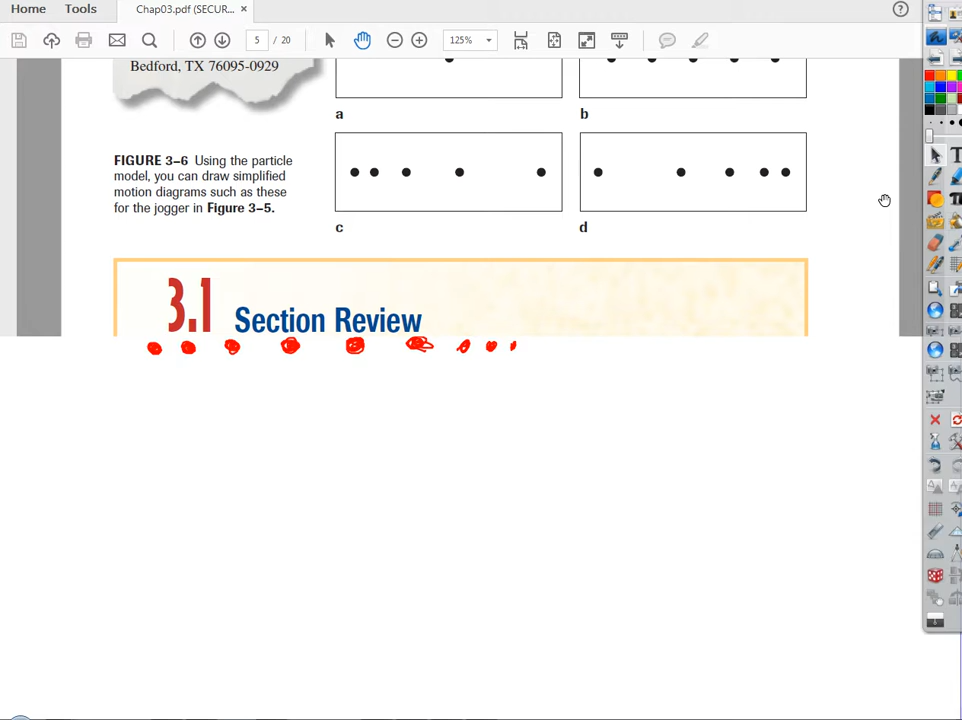 Home Tools Chap03.pdf (SECUR... ×
5 / 20 125%
Bedford, TX 76095-0929
a b
FIGURE 3–6 Using the particle
model, you can draw simplified
motion diagrams such as these
for the jogger in Figure 3–5.
c d
3.1 Section Review